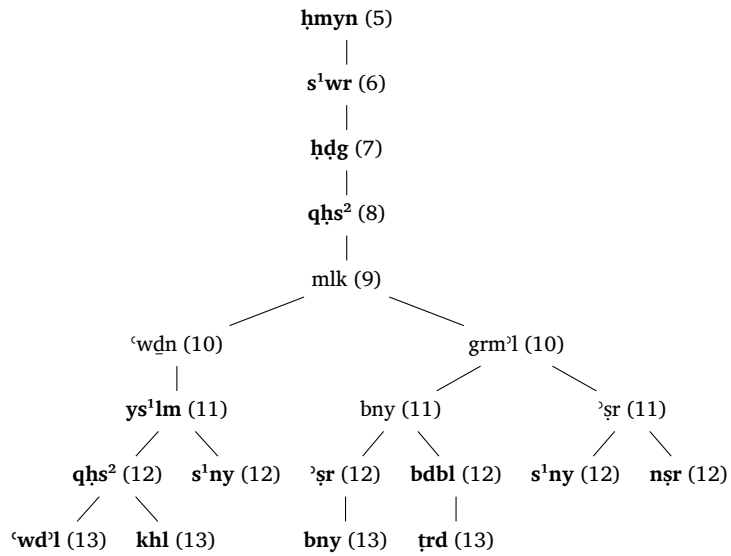 ḥmyn (5)
s¹wr (6)
ḥḍg (7)
qḥs² (8)
mlk (9)
ʿwḏn (10) grmʾl (10)
ys¹lm (11) bny (11) ʾṣr (11)
qḥs² (12) s¹ny (12) ʾṣr (12) bdbl (12) s¹ny (12) nṣr (12)
ʿwdʾl (13) khl (13) bny (13) ṭrd (13)